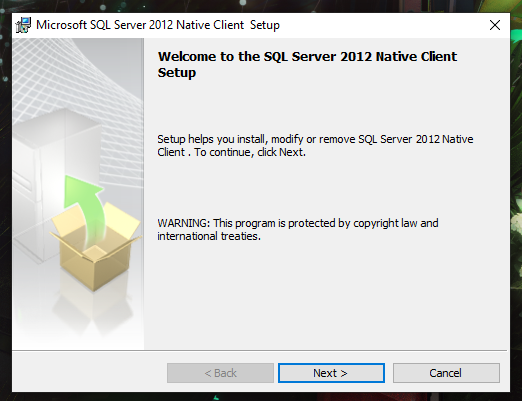 Microsoft SQL Server 2012 Native Client  Setup
Welcome to the SQL Server 2012 Native Client
Setup
Setup helps you install, modify or remove SQL Server 2012 Native
Client . To continue, click Next.
WARNING: This program is protected by copyright law and
international treaties.
< Back
Next >
Cancel